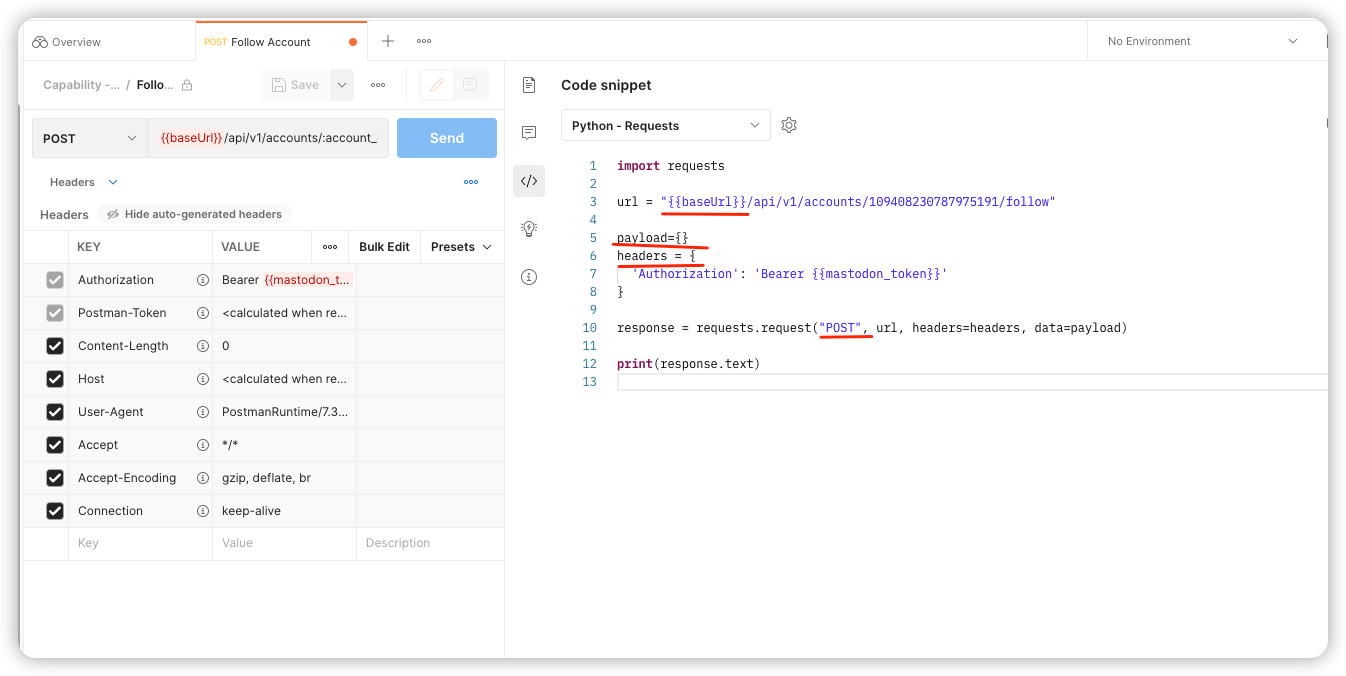 Overview
POST Follow Account
No Environment
Capability -... / Follo...
Save
POST
{{baseUrl}}/api/v1/accounts/:account_
Send
Headers
Headers
Hide auto-generated headers
KEY VALUE Bulk Edit Presets
Authorization Bearer {{mastodon_t...
Postman-Token <calculated when re...
Content-Length 0
Host <calculated when re...
User-Agent PostmanRuntime/7.3...
Accept */*
Accept-Encoding gzip, deflate, br
Connection keep-alive
Key Value Description
Code snippet
Python - Requests
1 import requests
2
3 url = "{{baseUrl}}/api/v1/accounts/109408230787975191/follow"
4
5 payload={}
6 headers = {
7 'Authorization': 'Bearer {{mastodon_token}}'
8 }
9
10 response = requests.request("POST", url, headers=headers, data=payload)
11
12 print(response.text)
13